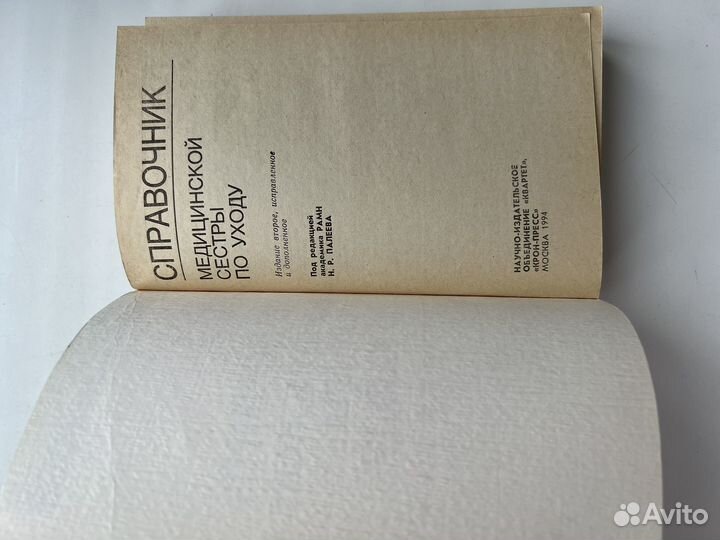 СПРАВОЧНИК
МЕДИЦИНСКОЙ
СЕСТРЫ
ПО УХОДУ
Издание второе, исправленное
и дополненное
Под редакцией
академика РАМН
Н. Р. ПАЛЕЕВА
НАУЧНО-ИЗДАТЕЛЬСКОЕ
ОБЪЕДИНЕНИЕ «КВАРТЕТ»,
«КРОН-ПРЕСС»
МОСКВА 1994
Avito